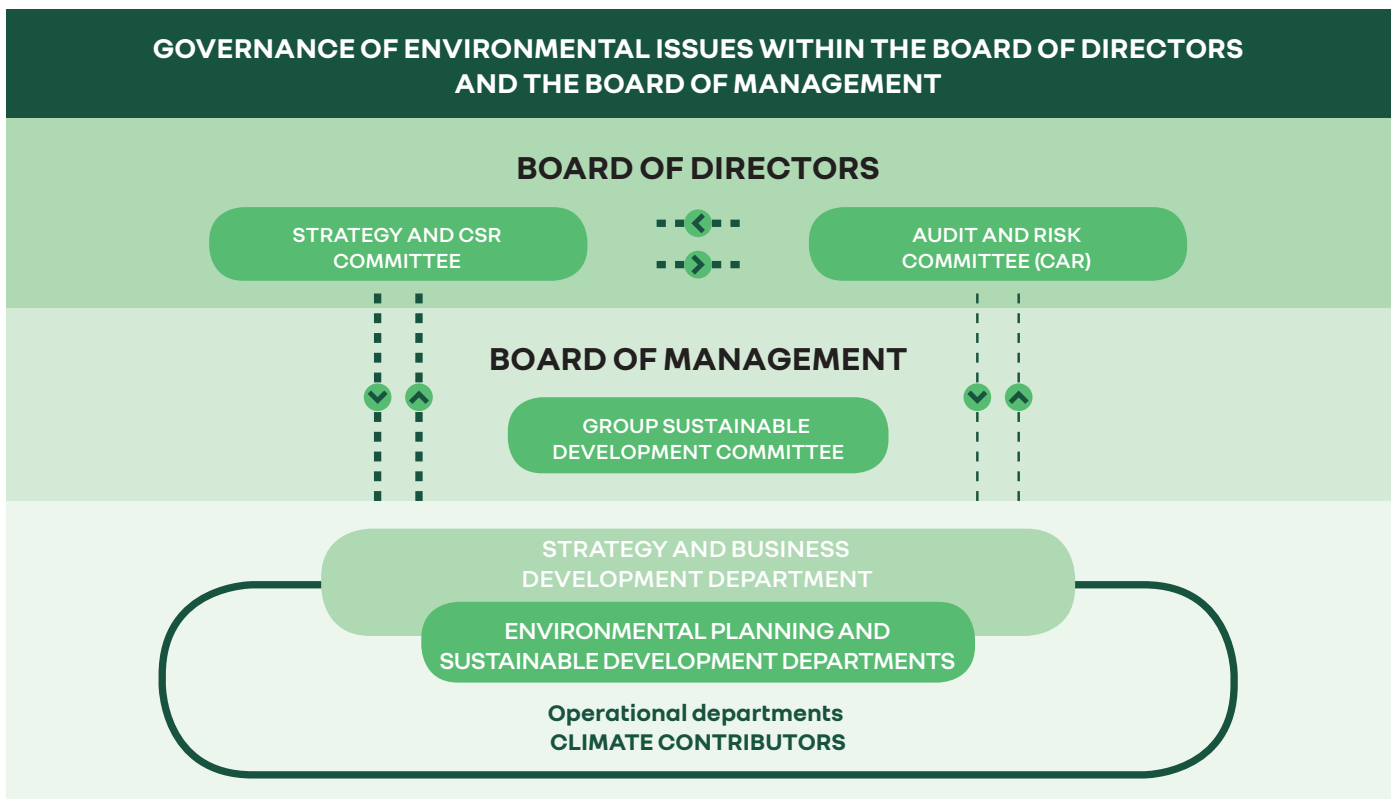 GOVERNANCE OF ENVIRONMENTAL ISSUES WITHIN THE BOARD OF DIRECTORS
AND THE BOARD OF MANAGEMENT
BOARD OF DIRECTORS
STRATEGY AND CSR
COMMITTEE
AUDIT AND RISK
COMMITTEE (CAR)
BOARD OF MANAGEMENT
GROUP SUSTAINABLE
DEVELOPMENT COMMITTEE
STRATEGY AND BUSINESS
DEVELOPMENT DEPARTMENT
ENVIRONMENTAL PLANNING AND
SUSTAINABLE DEVELOPMENT DEPARTMENTS
Operational departments
CLIMATE CONTRIBUTORS